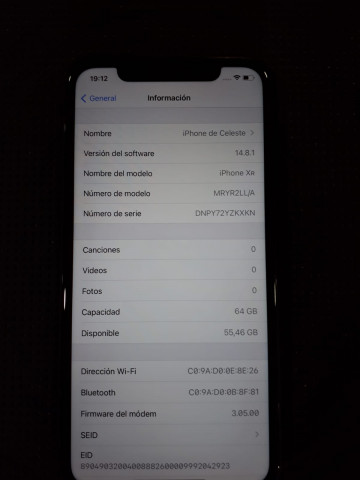 19:12
General
Información
Nombre iPhone de Celeste
Versión del software 14.8.1
Nombre del modelo iPhone Xʀ
Número de modelo MRYR2LL/A
Número de serie DNPY72YZKXKN
Canciones 0
Videos 0
Fotos 0
Capacidad 64 GB
Disponible 55,46 GB
Dirección Wi-Fi C0:9A:D0:0E:8E:26
Bluetooth C0:9A:D0:0B:8F:81
Firmware del módem 3.05.00
SEID
EID
89049032004008882600009992042923